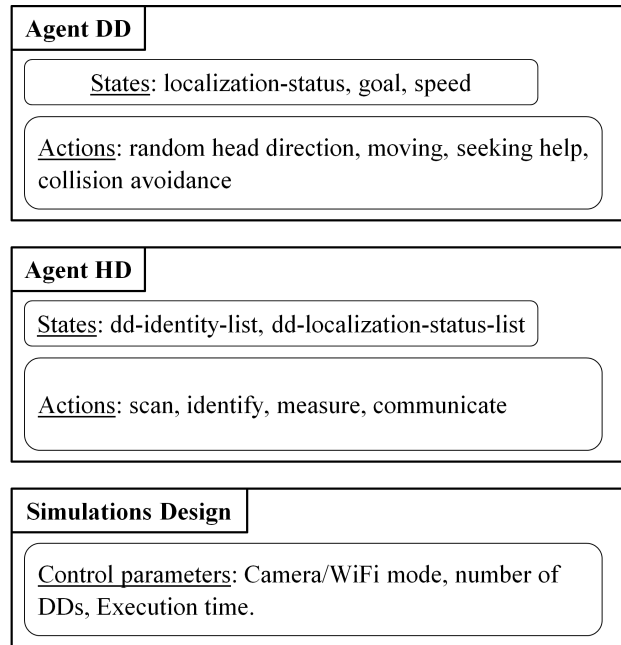 Agent DD
States: localization-status, goal, speed
Actions: random head direction, moving, seeking help,
collision avoidance
Agent HD
States: dd-identity-list, dd-localization-status-list
Actions: scan, identify, measure, communicate
Simulations Design
Control parameters: Camera/WiFi mode, number of
DDs, Execution time.